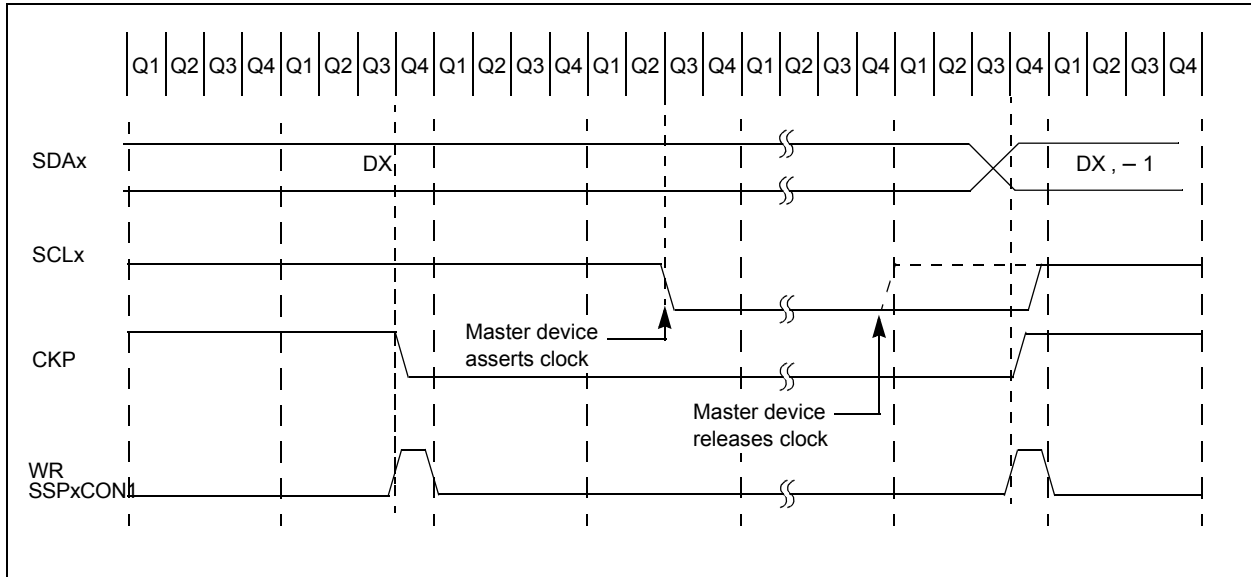 Q1 Q2 Q3 Q4 Q1 Q2 Q3 Q4 Q1 Q2 Q3 Q4 Q1 Q2 Q3 Q4 Q1 Q2 Q3 Q4 Q1 Q2 Q3 Q4 Q1 Q2 Q3 Q4
SDAx
DX
DX , – 1
SCLx
Master device
asserts clock
CKP
Master device
releases clock
WR
SSPxCON1